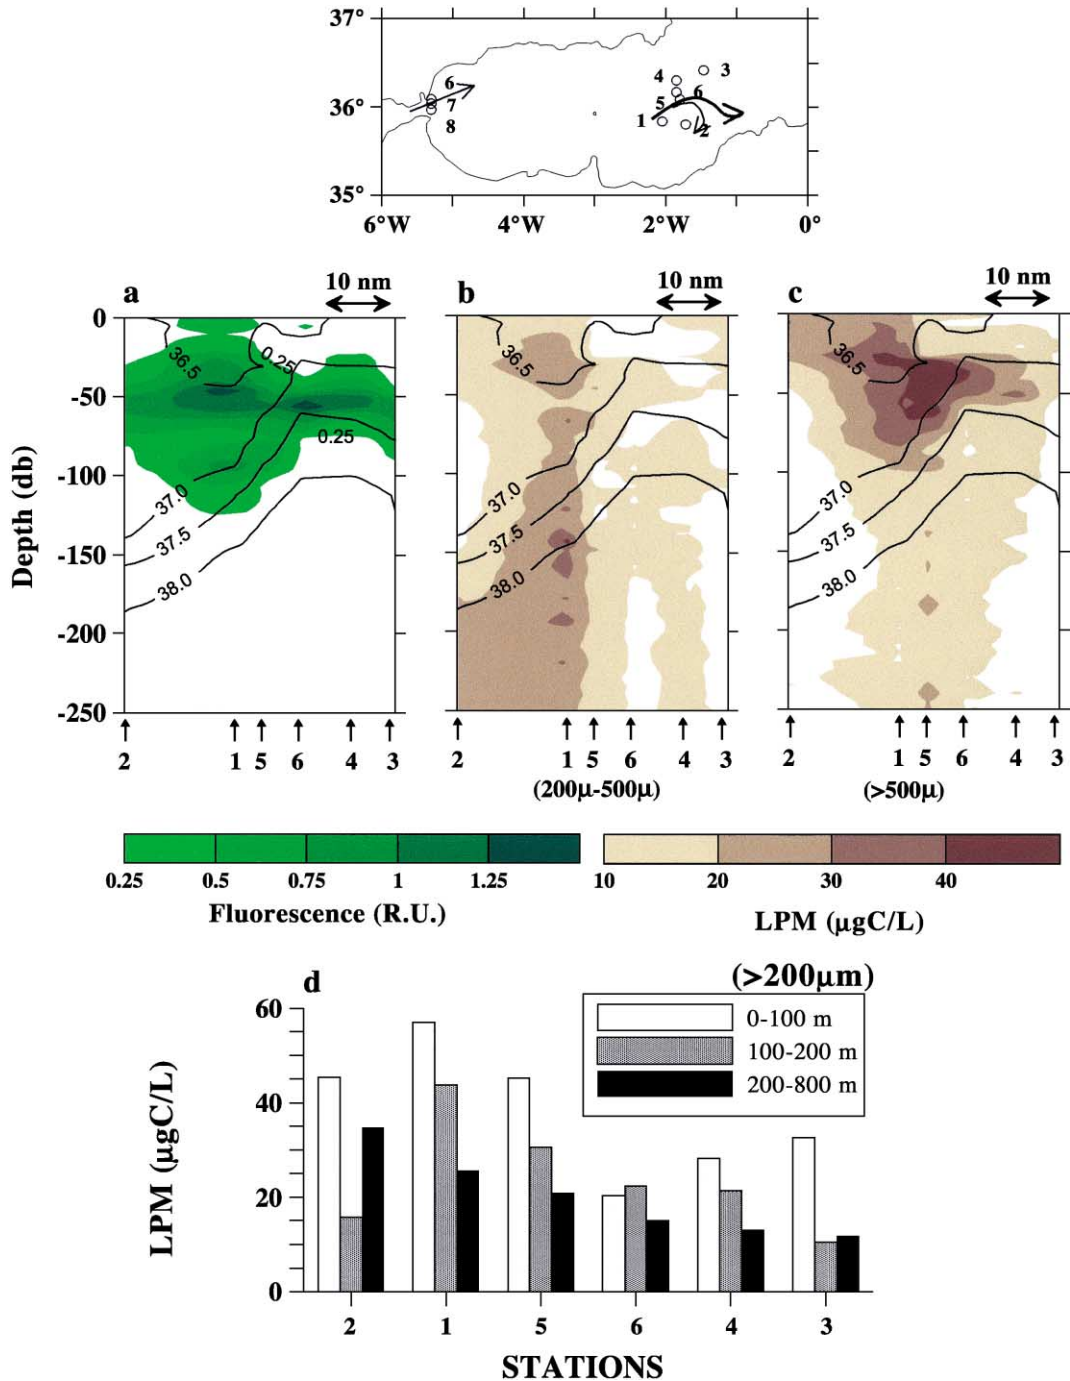 37°
36°
35°
6°W
4°W
2°W
0°
6
7
8
4
3
5
6
1
2
a
10 nm
b
10 nm
c
10 nm
Depth (db)
0
-50
-100
-150
-200
-250
36.5
0.25
0.25
37.0
37.5
38.0
36.5
37.0
37.5
38.0
36.5
37.0
37.5
38.0
2 1 5 6 4 3
2 1 5 6 4 3
2 1 5 6 4 3
(200μ-500μ)
(>500μ)
0.25 0.5 0.75 1 1.25
Fluorescence (R.U.)
10 20 30 40
LPM (μgC/L)
d
(>200μm)
0-100 m
100-200 m
200-800 m
LPM (μgC/L)
60
40
20
0
2 1 5 6 4 3
STATIONS